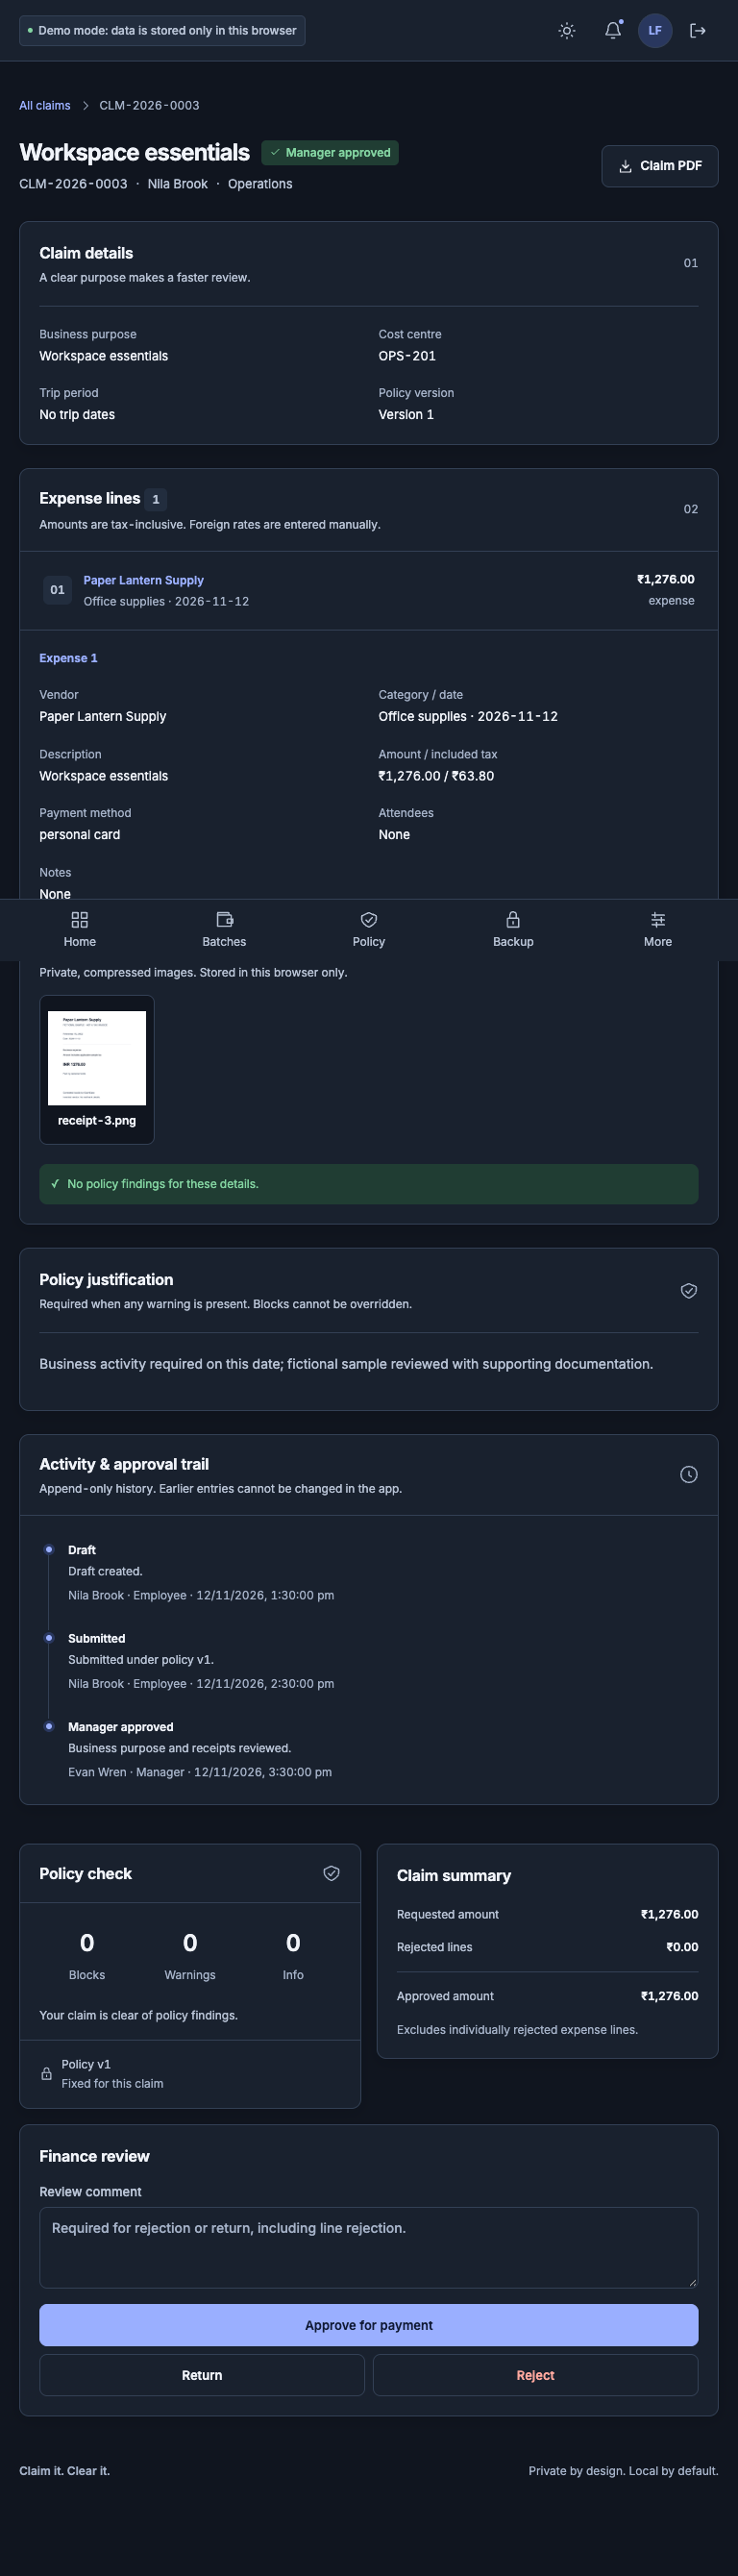 Demo mode: data is stored only in this browser
LF
All claims
CLM-2026-0003
Workspace essentials
Manager approved
CLM-2026-0003 · Nila Brook · Operations
Claim PDF
Claim details
A clear purpose makes a faster review.
01
Business purpose
Cost centre
Workspace essentials
OPS-201
Trip period
Policy version
No trip dates
Version 1
Expense lines 1
Amounts are tax-inclusive. Foreign rates are entered manually.
02
01
Paper Lantern Supply
₹1,276.00
Office supplies · 2026-11-12
expense
Expense 1
Vendor
Category / date
Paper Lantern Supply
Office supplies · 2026-11-12
Description
Amount / included tax
Workspace essentials
₹1,276.00 / ₹63.80
Payment method
Attendees
personal card
None
Notes
None
Home
Batches
Policy
Backup
More
Private, compressed images. Stored in this browser only.
Paper Lantern Supply
INR 1276.00
receipt-3.png
✓ No policy findings for these details.
Policy justification
Required when any warning is present. Blocks cannot be overridden.
Business activity required on this date; fictional sample reviewed with supporting documentation.
Activity & approval trail
Append-only history. Earlier entries cannot be changed in the app.
Draft
Draft created.
Nila Brook · Employee · 12/11/2026, 1:30:00 pm
Submitted
Submitted under policy v1.
Nila Brook · Employee · 12/11/2026, 2:30:00 pm
Manager approved
Business purpose and receipts reviewed.
Evan Wren · Manager · 12/11/2026, 3:30:00 pm
Policy check
0 0 0
Blocks Warnings Info
Your claim is clear of policy findings.
Policy v1
Fixed for this claim
Claim summary
Requested amount ₹1,276.00
Rejected lines ₹0.00
Approved amount ₹1,276.00
Excludes individually rejected expense lines.
Finance review
Review comment
Required for rejection or return, including line rejection.
Approve for payment
Return
Reject
Claim it. Clear it.
Private by design. Local by default.